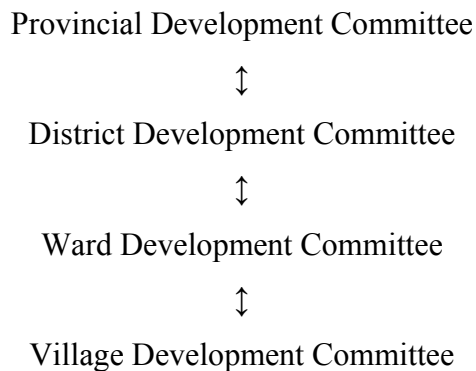 Provincial Development Committee
↕
District Development Committee
↕
Ward Development Committee
↕
Village Development Committee